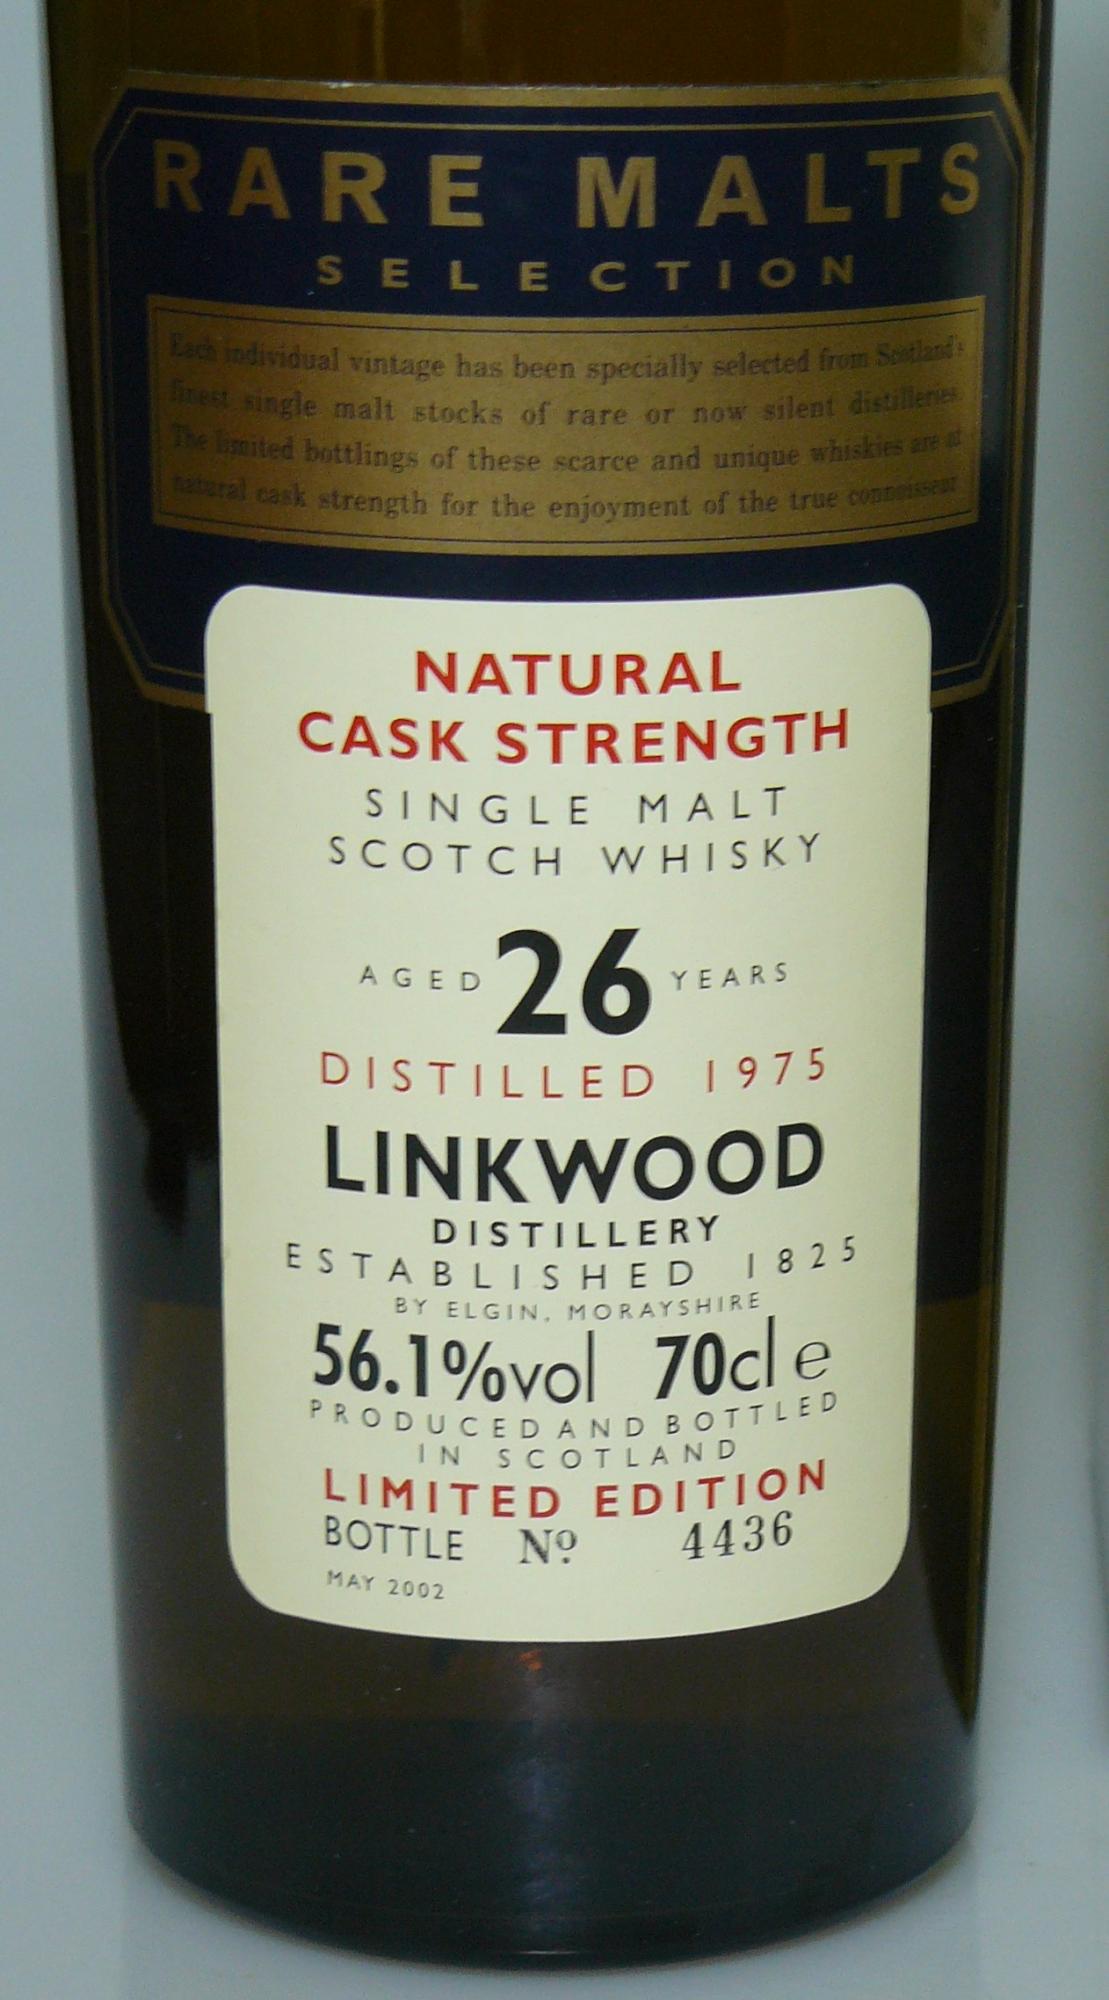 RARE MALTS
SELECTION
Each individual vintage has been specially selected from Scotland's
finest single malt stocks of rare or now silent distilleries.
The limited bottlings of these scarce and unique whiskies are at
natural cask strength for the enjoyment of the true connoisseur
NATURAL
CASK STRENGTH
SINGLE MALT
SCOTCH WHISKY
AGED 26 YEARS
DISTILLED 1975
LINKWOOD
DISTILLERY
ESTABLISHED 1825
BY ELGIN, MORAYSHIRE
56.1%vol 70cl e
PRODUCED AND BOTTLED
IN SCOTLAND
LIMITED EDITION
BOTTLE Nº 4436
MAY 2002